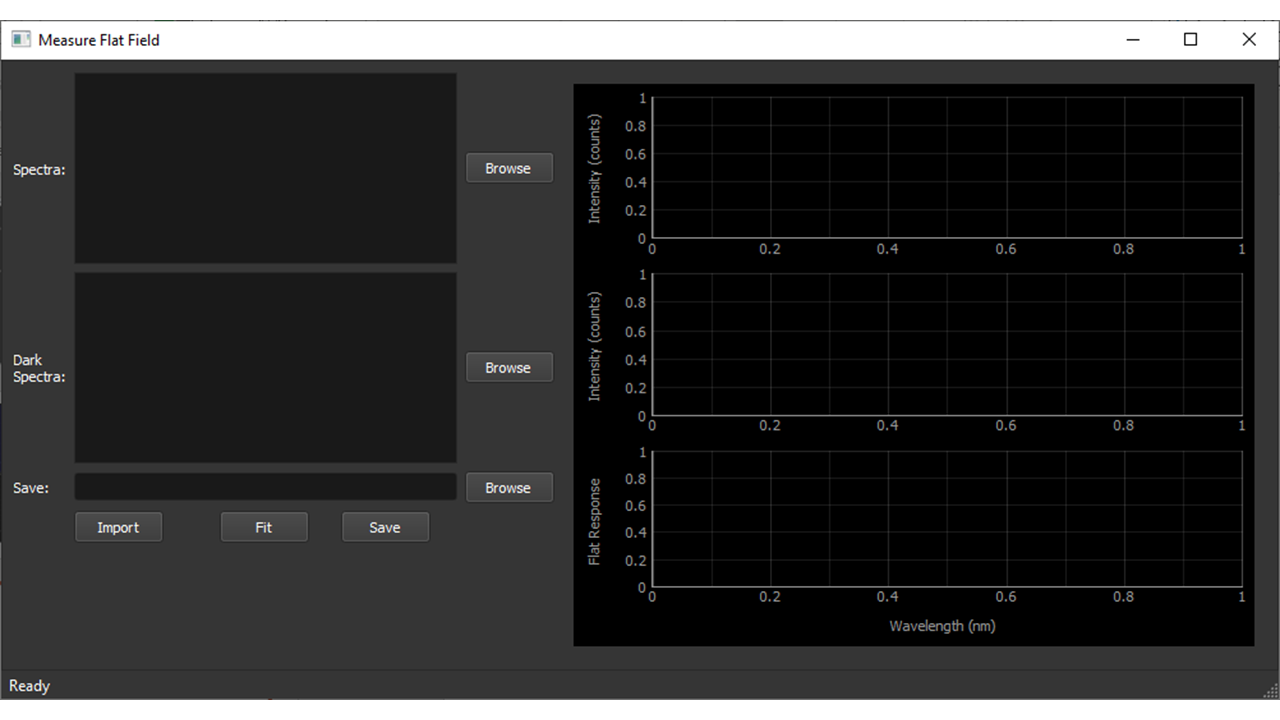 Measure Flat Field
Spectra:
Browse
Dark
Spectra:
Browse
Save:
Browse
Import Fit Save
Intensity (counts)
1
0.8
0.6
0.4
0.2
0
0 0.2 0.4 0.6 0.8 1
Intensity (counts)
1
0.8
0.6
0.4
0.2
0
0 0.2 0.4 0.6 0.8 1
Flat Response
1
0.8
0.6
0.4
0.2
0
0 0.2 0.4 0.6 0.8 1
Wavelength (nm)
Ready